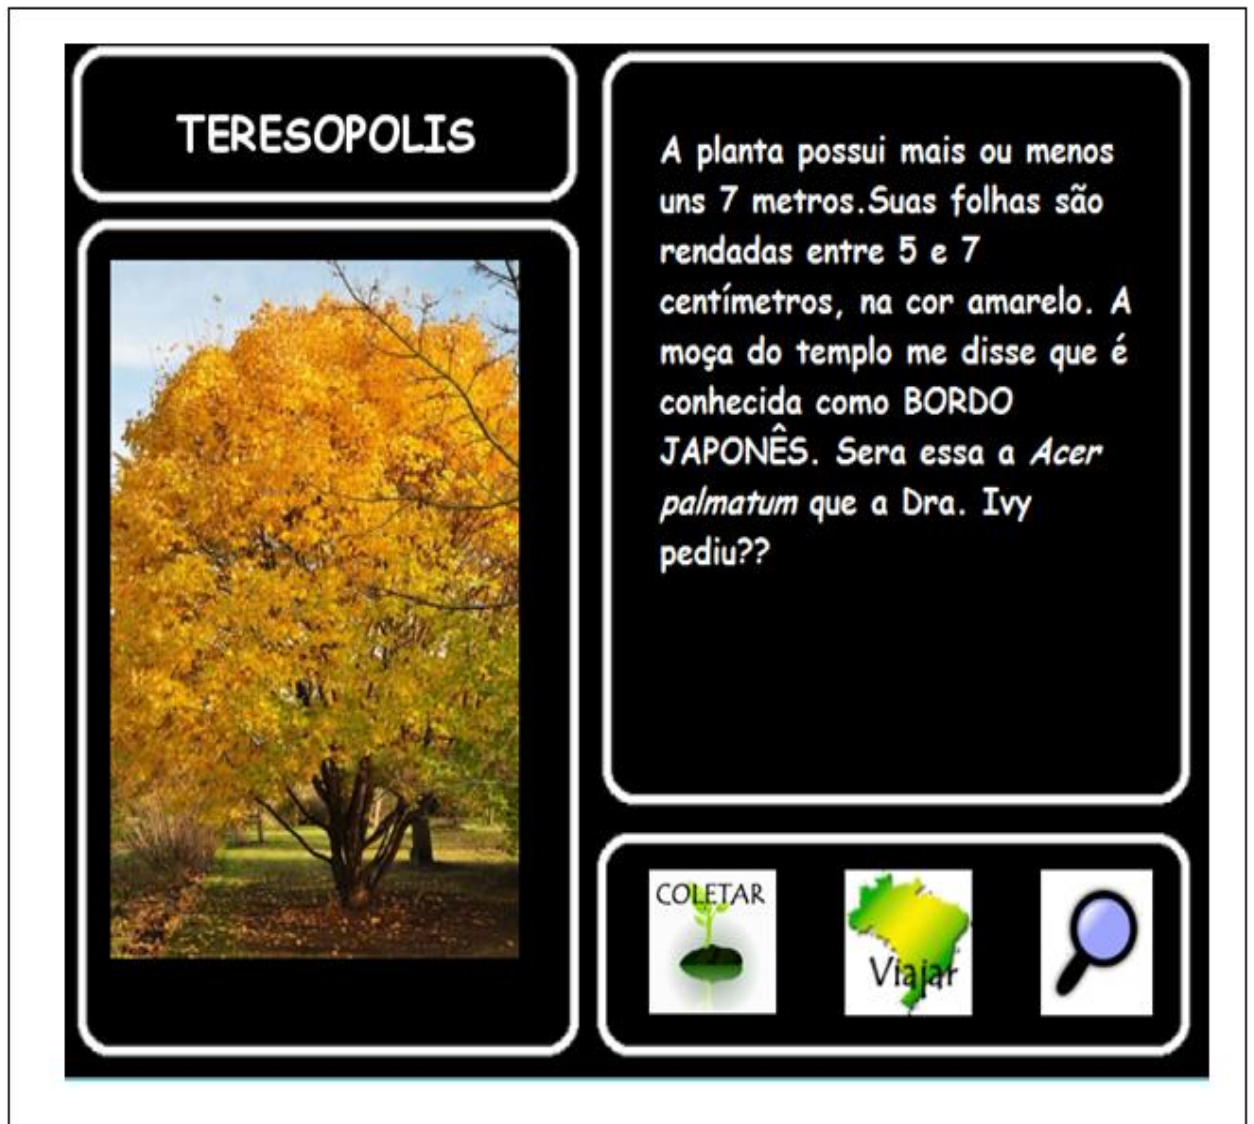 TERESOPOLIS
A planta possui mais ou menos
uns 7 metros.Suas folhas são
rendadas entre 5 e 7
centímetros, na cor amarelo. A
moça do templo me disse que é
conhecida como BORDO
JAPONÊS. Sera essa a Acer
palmatum que a Dra. Ivy
pediu??
COLETAR
Viajar